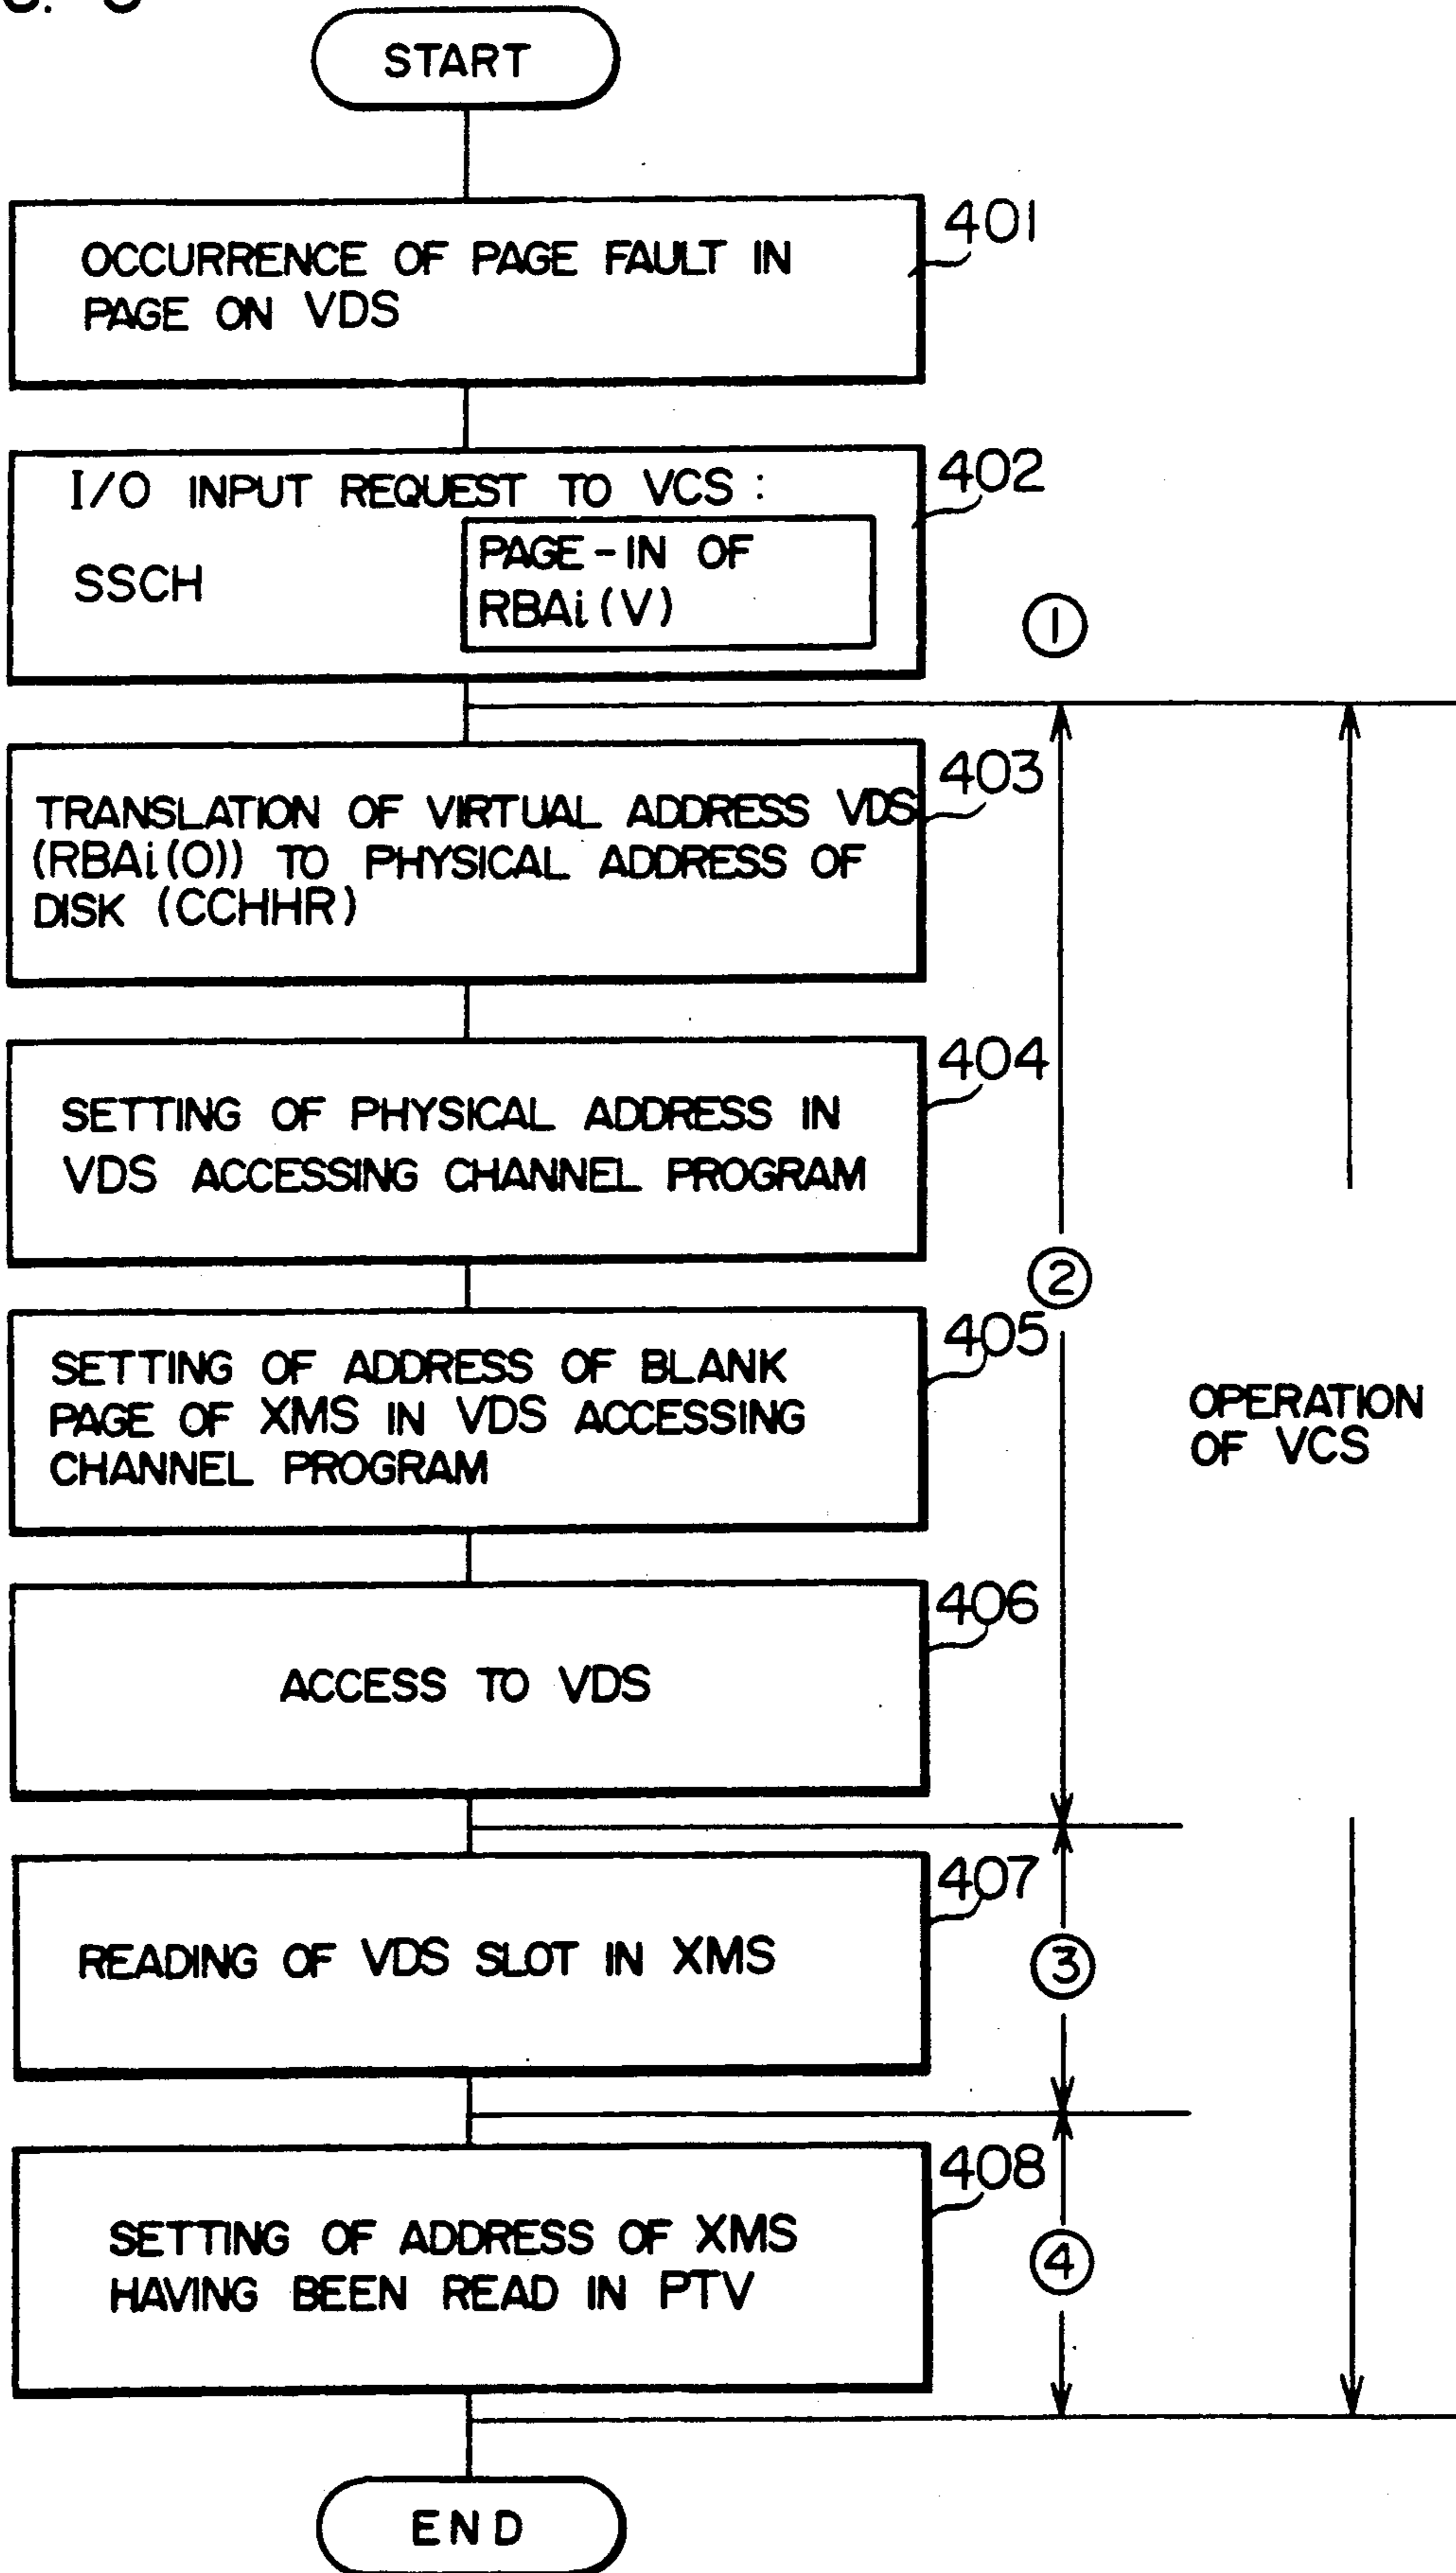 START
401
OCCURRENCE OF PAGE FAULT IN
PAGE ON VDS
402
I/O INPUT REQUEST TO VCS :
SSCH
PAGE-IN OF
RBAi (V)
①
403
TRANSLATION OF VIRTUAL ADDRESS VDS
(RBAi(0)) TO PHYSICAL ADDRESS OF
DISK (CCHHR)
404
SETTING OF PHYSICAL ADDRESS IN
VDS ACCESSING CHANNEL PROGRAM
②
405
SETTING OF ADDRESS OF BLANK
PAGE OF XMS IN VDS ACCESSING
CHANNEL PROGRAM
OPERATION
OF VCS
406
ACCESS TO VDS
407
READING OF VDS SLOT IN XMS
③
408
SETTING OF ADDRESS OF XMS
HAVING BEEN READ IN PTV
④
END